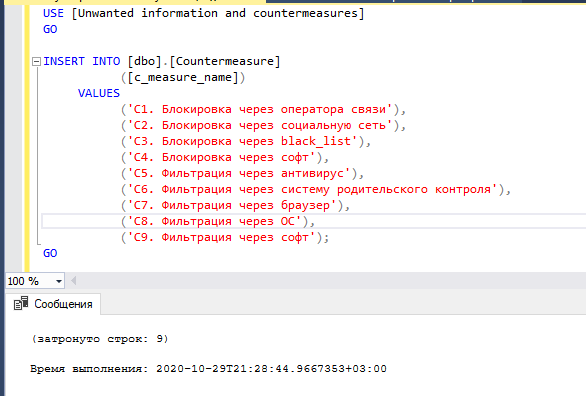 USE [Unwanted information and countermeasures]
GO
INSERT INTO [dbo].[Countermeasure]
([c_measure_name])
VALUES
('C1. Блокировка через оператора связи'),
('C2. Блокировка через социальную сеть'),
('C3. Блокировка через black_list'),
('C4. Блокировка через софт'),
('C5. Фильтрация через антивирус'),
('C6. Фильтрация через систему родительского контроля'),
('C7. Фильтрация через браузер'),
('C8. Фильтрация через ОС'),
('C9. Фильтрация через софт');
GO
100 %
Сообщения
(затронуто строк: 9)
Время выполнения: 2020-10-29T21:28:44.9667353+03:00